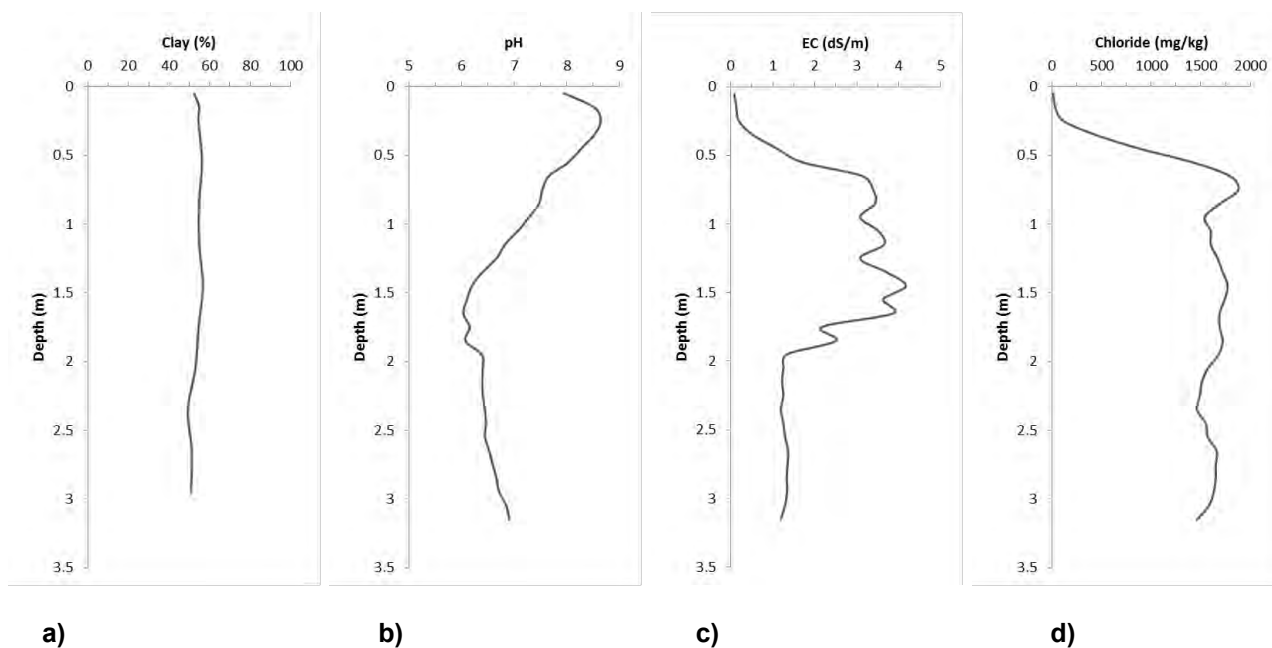 Clay (%)
0 20 40 60 80 100
0
0.5
1
1.5
2
2.5
3
3.5
Depth (m)
a)
pH
5 6 7 8 9
0
0.5
1
1.5
2
2.5
3
3.5
Depth (m)
b)
EC (dS/m)
0 1 2 3 4 5
0
0.5
1
1.5
2
2.5
3
3.5
Depth (m)
c)
Chloride (mg/kg)
0 500 1000 1500 2000
0
0.5
1
1.5
2
2.5
3
3.5
Depth (m)
d)